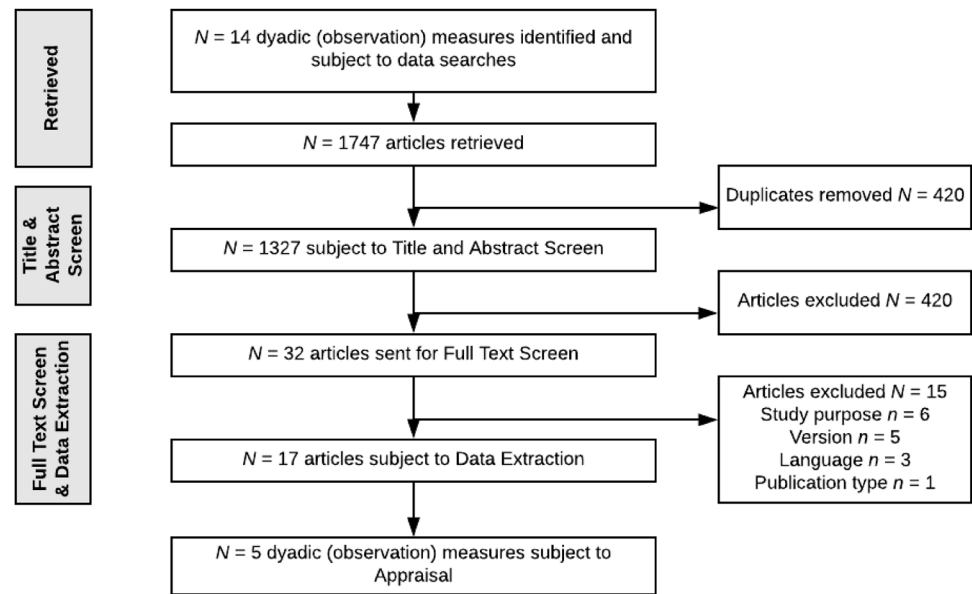 Retrieved
N = 14 dyadic (observation) measures identified and
subject to data searches
N = 1747 articles retrieved
Duplicates removed N = 420
Title &
Abstract
Screen
N = 1327 subject to Title and Abstract Screen
Articles excluded N = 420
Full Text Screen
& Data Extraction
N = 32 articles sent for Full Text Screen
Articles excluded N = 15
Study purpose n = 6
Version n = 5
Language n = 3
Publication type n = 1
N = 17 articles subject to Data Extraction
N = 5 dyadic (observation) measures subject to
Appraisal